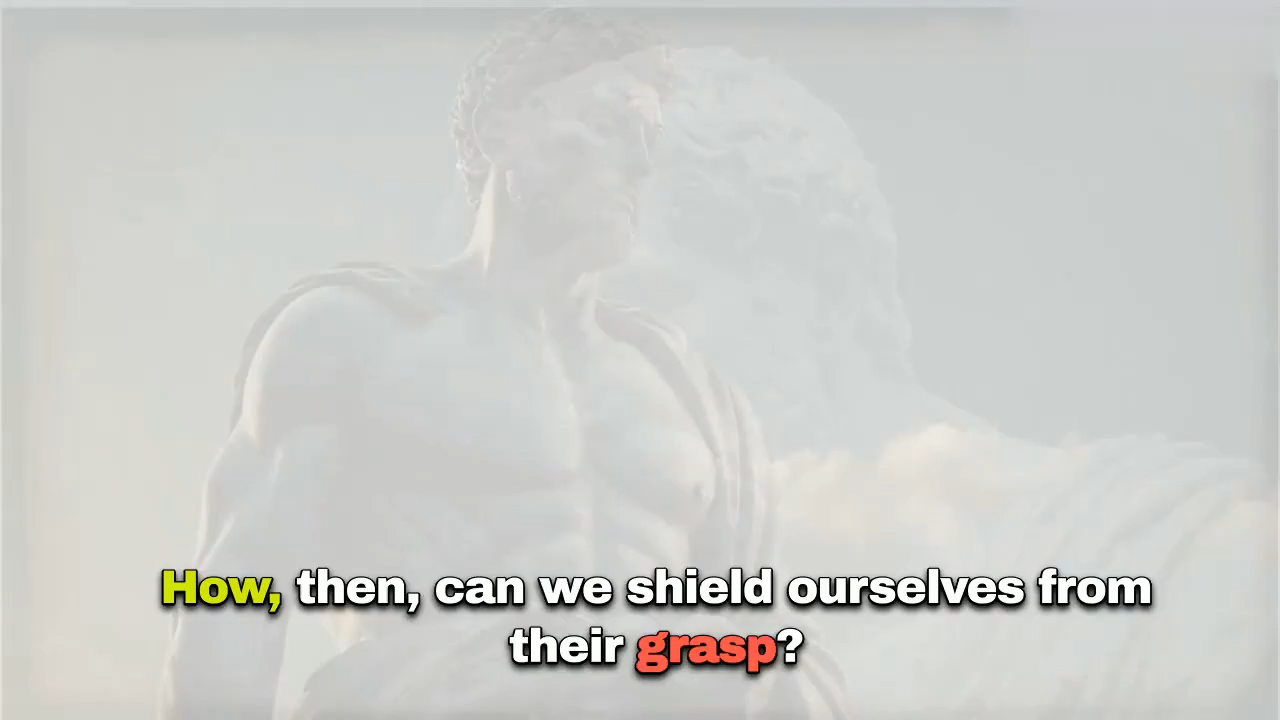 How, then, can we shield ourselves from
their grasp?